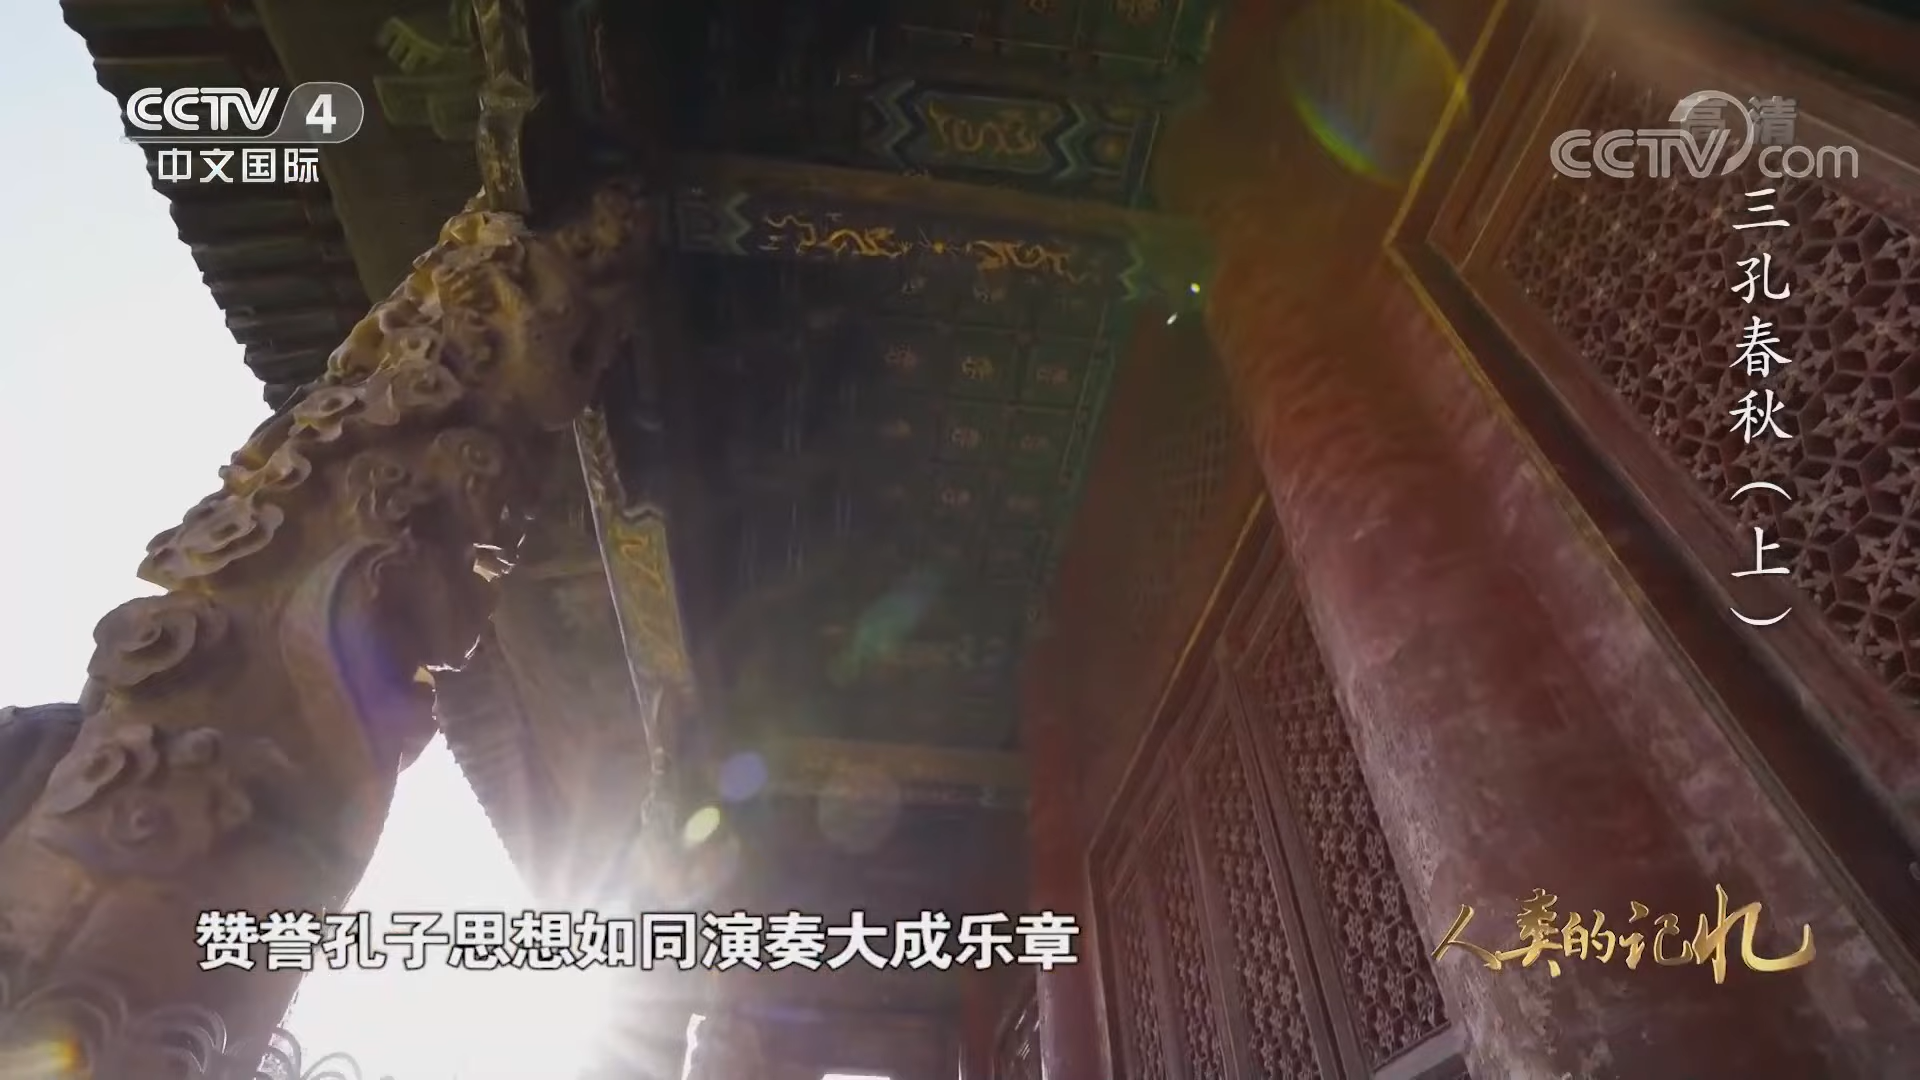 CCTV 4
中文国际
高清
CCTV.com
三孔春秋（上）
赞誉孔子思想如同演奏大成乐章
人类的记忆